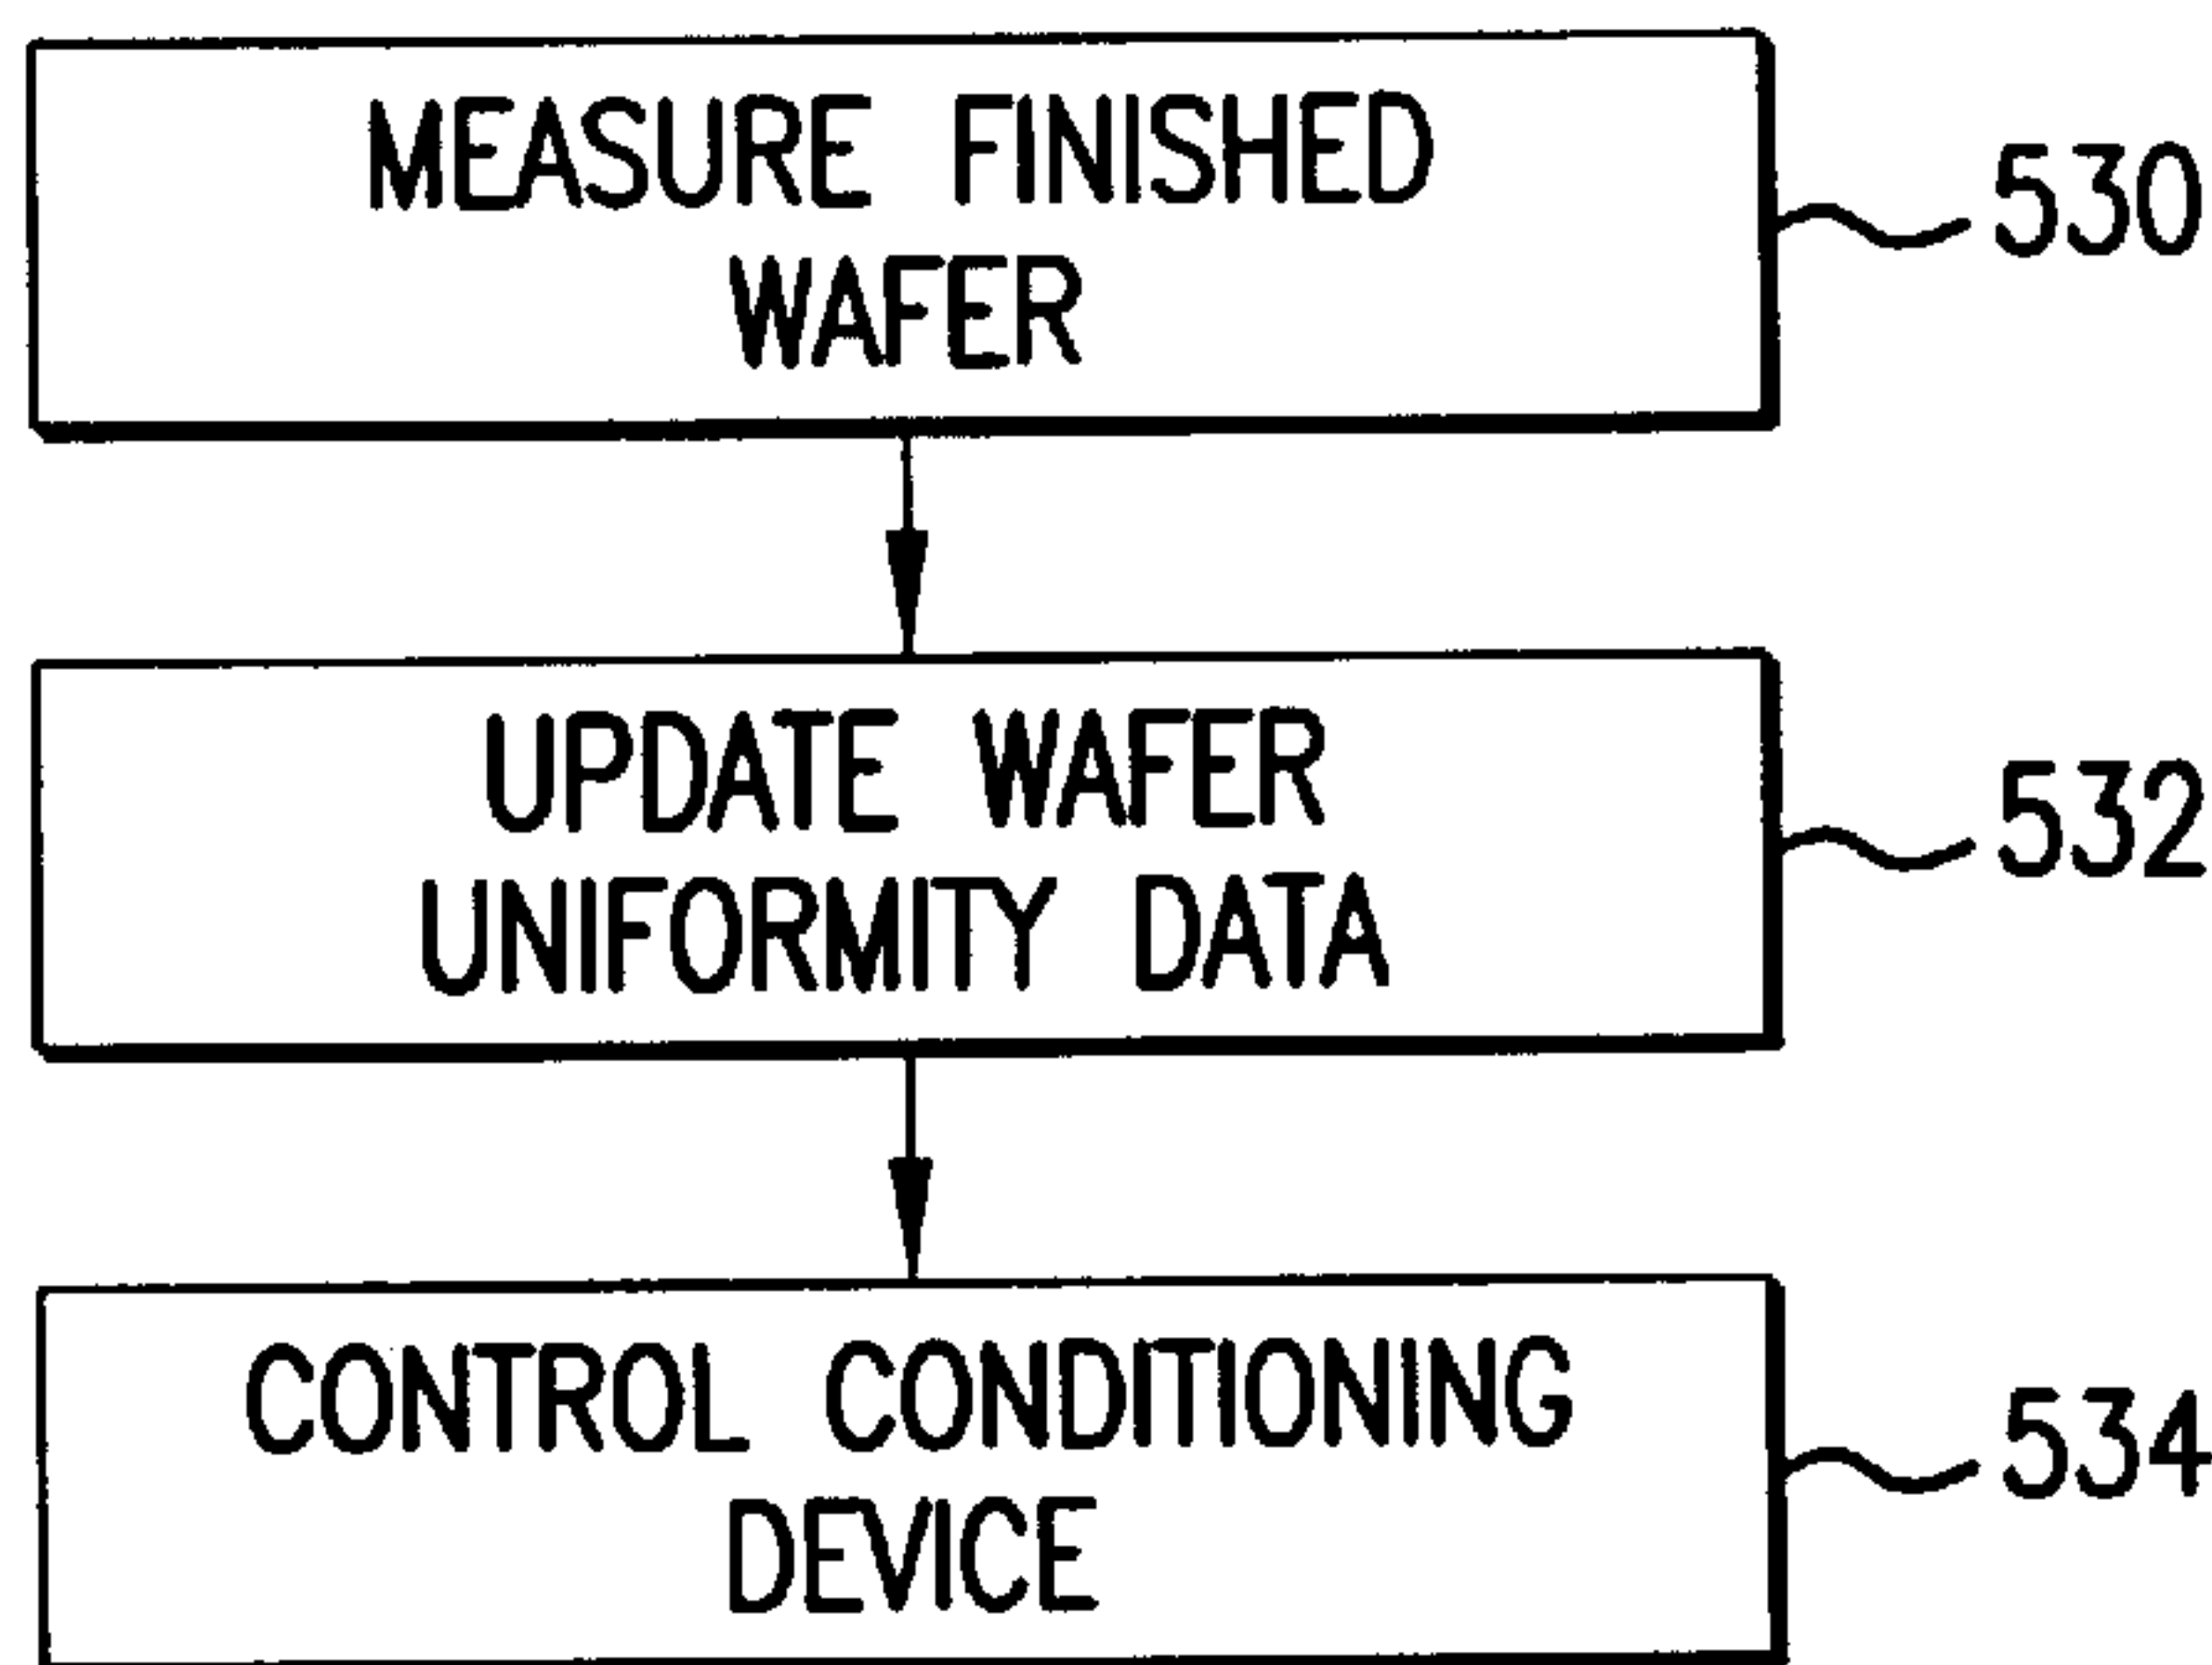 MEASURE FINISHED
WAFER
530
UPDATE WAFER
UNIFORMITY DATA
532
CONTROL CONDITIONING
DEVICE
534